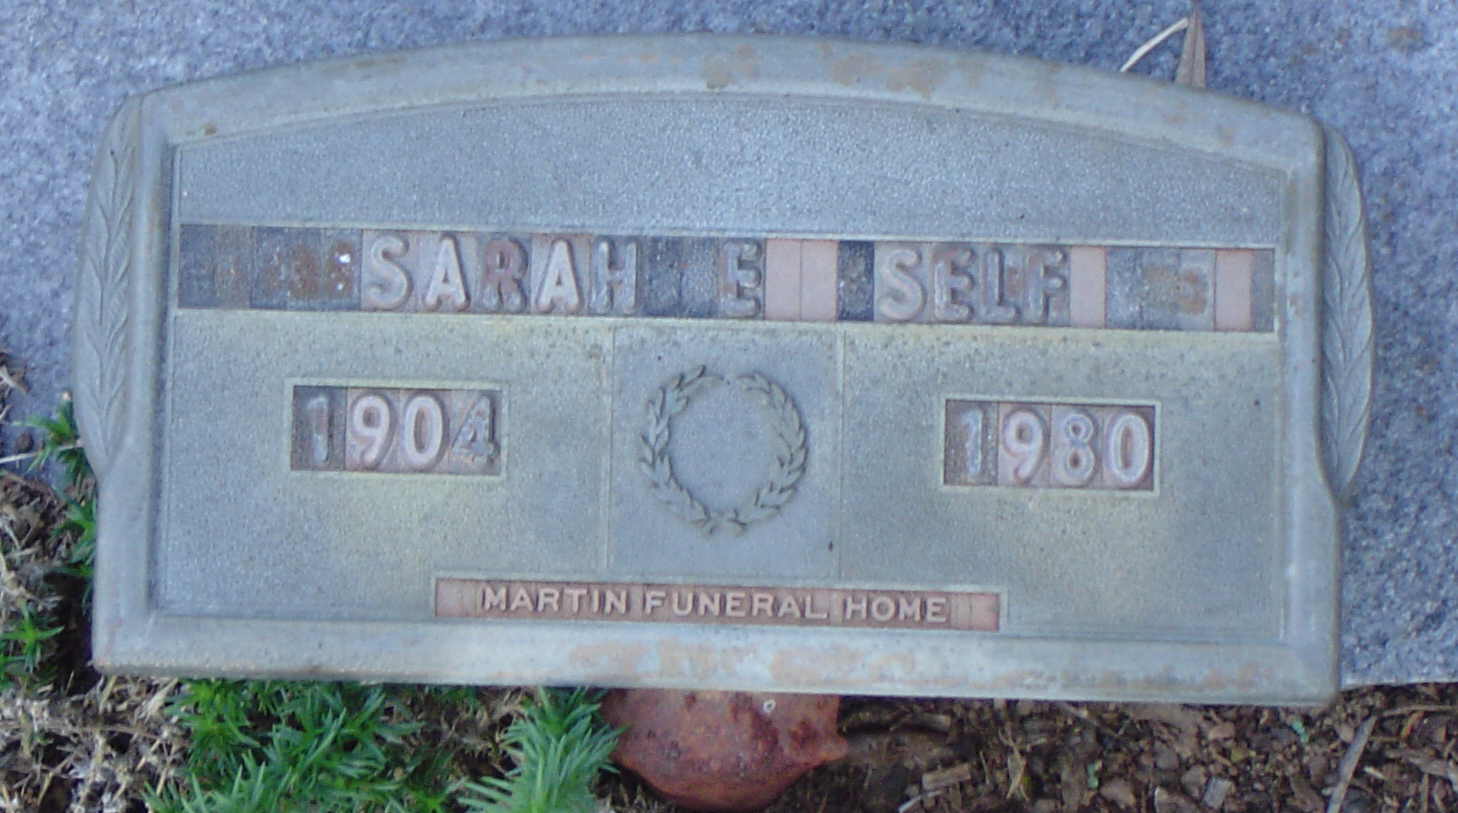 SARAH E SELF
1904 1980
MARTIN FUNERAL HOME